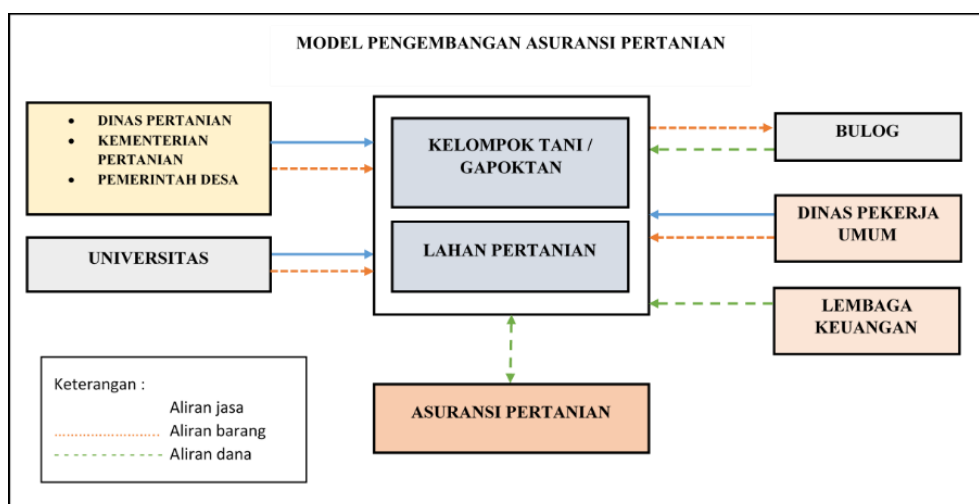 MODEL PENGEMBANGAN ASURANSI PERTANIAN
• DINAS PERTANIAN
• KEMENTERIAN
PERTANIAN
• PEMERINTAH DESA
UNIVERSITAS
KELOMPOK TANI /
GAPOKTAN
LAHAN PERTANIAN
BULOG
DINAS PEKERJA
UMUM
LEMBAGA
KEUANGAN
ASURANSI PERTANIAN
Keterangan :
Aliran jasa
Aliran barang
Aliran dana